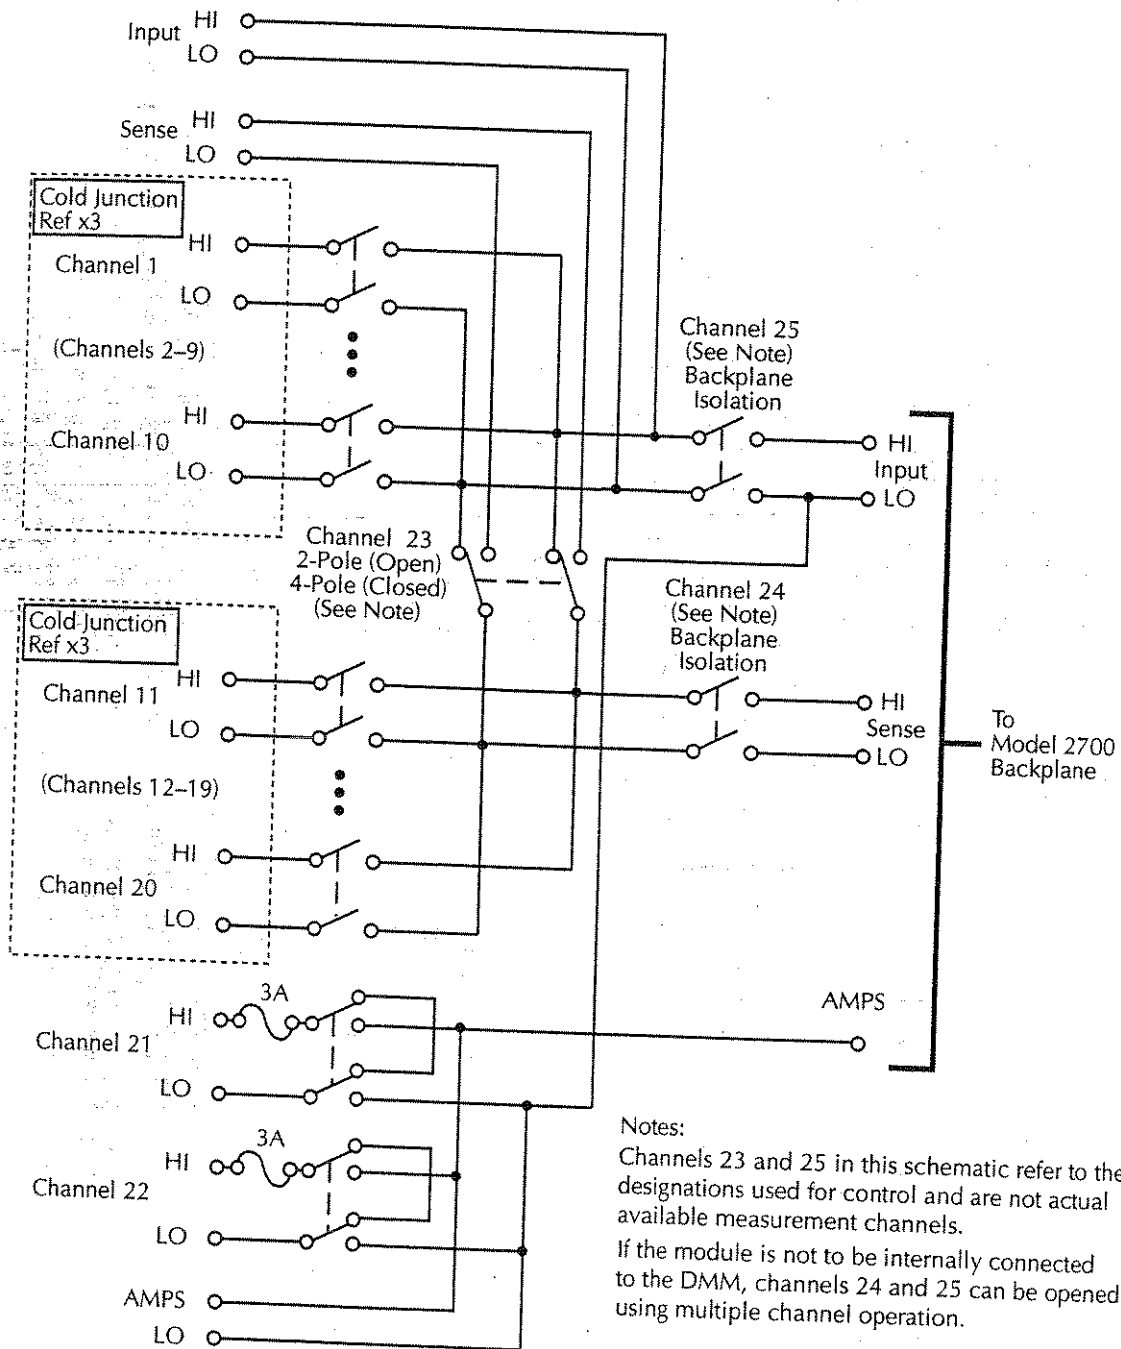 Input HI
LO
Sense HI
LO
Cold Junction
Ref x3
HI
Channel 1
LO
(Channels 2–9)
HI
Channel 10
LO
Channel 25
(See Note)
Backplane
Isolation
HI
Input
LO
Channel 23
2-Pole (Open)
4-Pole (Closed)
(See Note)
Channel 24
(See Note)
Backplane
Isolation
Cold Junction
Ref x3
HI
Channel 11
LO
(Channels 12–19)
HI
Channel 20
LO
HI
Sense
LO
To
Model 2700
Backplane
AMPS
3A
HI
Channel 21
LO
3A
HI
Channel 22
LO
AMPS
LO
Notes:
Channels 23 and 25 in this schematic refer to the
designations used for control and are not actual
available measurement channels.
If the module is not to be internally connected
to the DMM, channels 24 and 25 can be opened
using multiple channel operation.